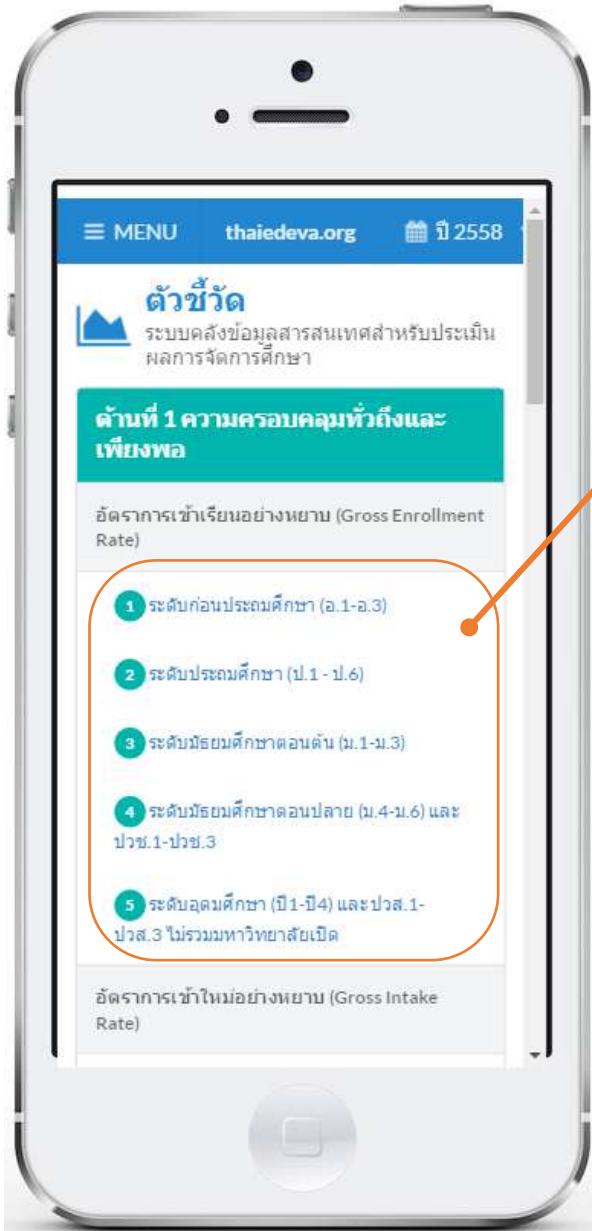 MENU thaiedeva.org ปี 2558
ตัวชี้วัด
ระบบคลังข้อมูลสารสนเทศสำหรับประเมิน
ผลการจัดการศึกษา
ด้านที่ 1 ความครอบคลุมทั่วถึงและ
เพียงพอ
อัตราการเข้าเรียนอย่างหยาบ (Gross Enrollment
Rate)
1 ระดับก่อนประถมศึกษา (อ.1-อ.3)
2 ระดับประถมศึกษา (ป.1 - ป.6)
3 ระดับมัธยมศึกษาตอนต้น (ม.1-ม.3)
4 ระดับมัธยมศึกษาตอนปลาย (ม.4-ม.6) และ
ปวช.1-ปวช.3
5 ระดับอุดมศึกษา (ปี1-ปี4) และปวส.1-
ปวส.3 ไม่รวมมหาวิทยาลัยเปิด
อัตราการเข้าใหม่อย่างหยาบ (Gross Intake
Rate)